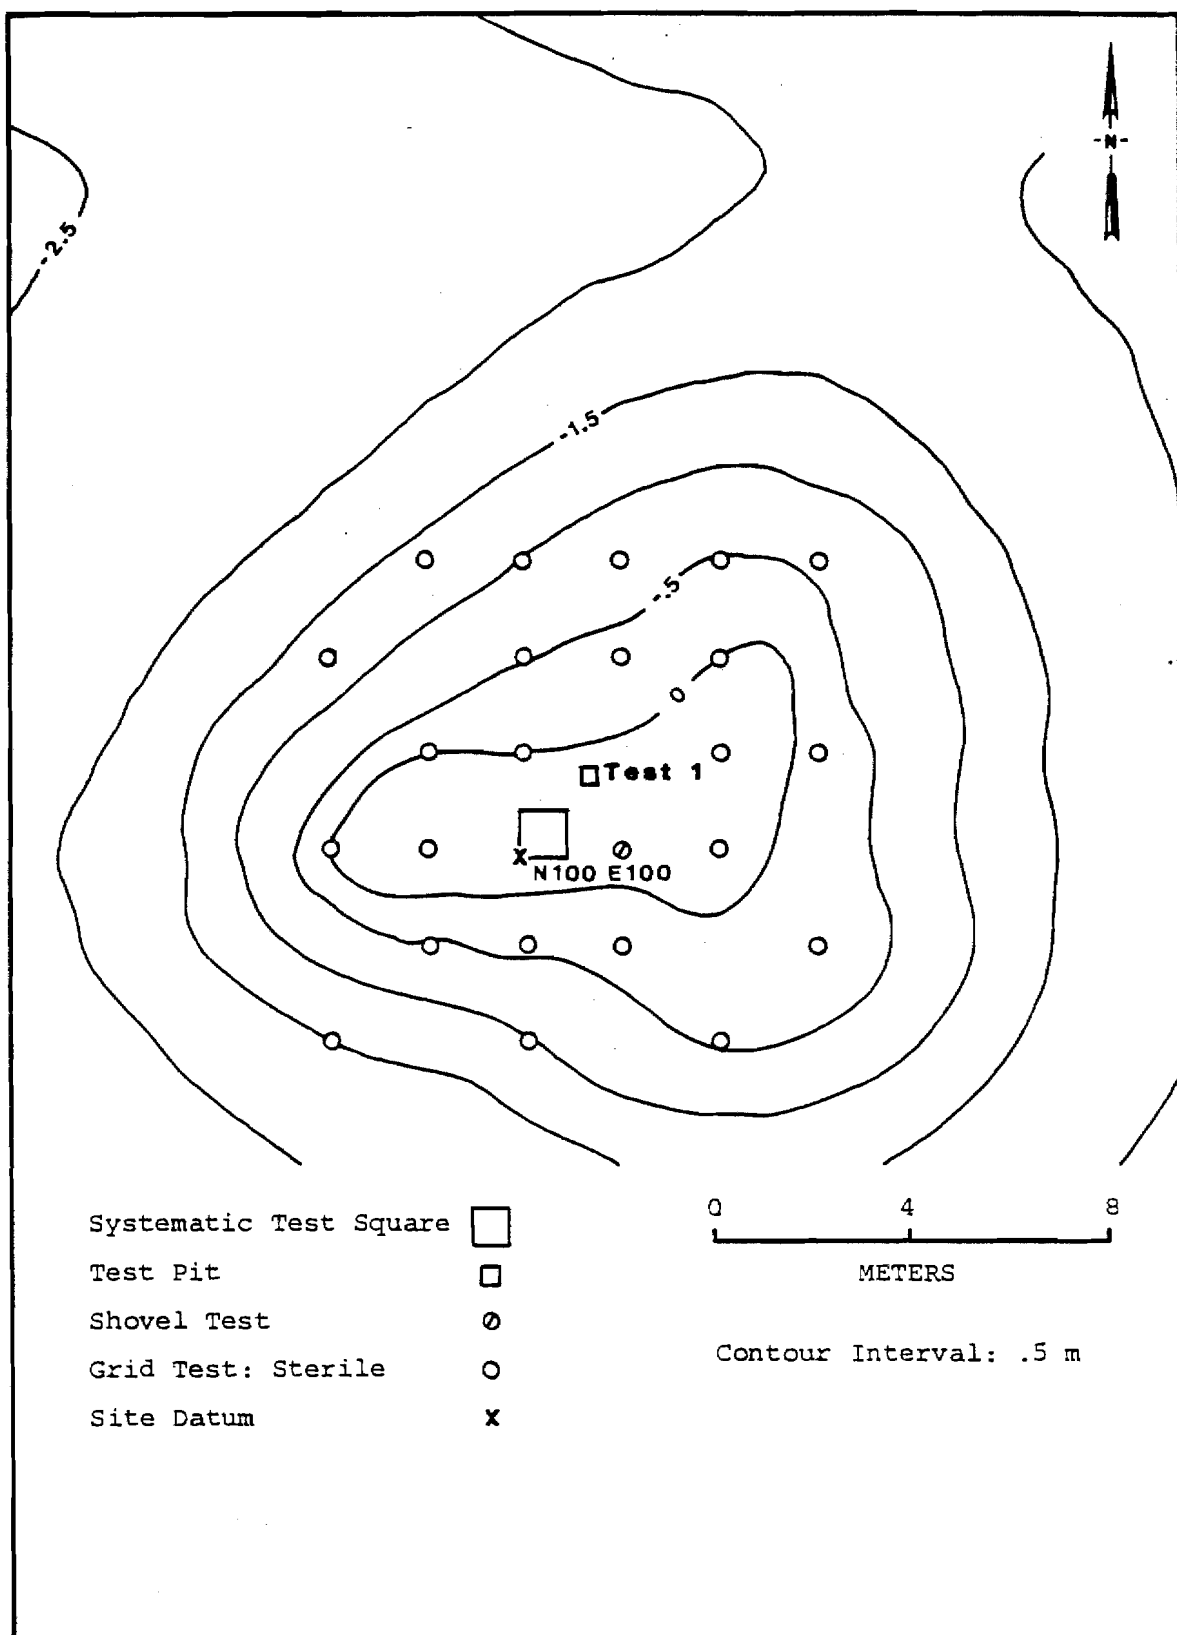 -N-
-2.5
-1.5
-.5
0
Test 1
x
N100 E100
Systematic Test Square
Test Pit
Shovel Test
Grid Test: Sterile
Site Datum x
0 4 8
METERS
Contour Interval: .5 m